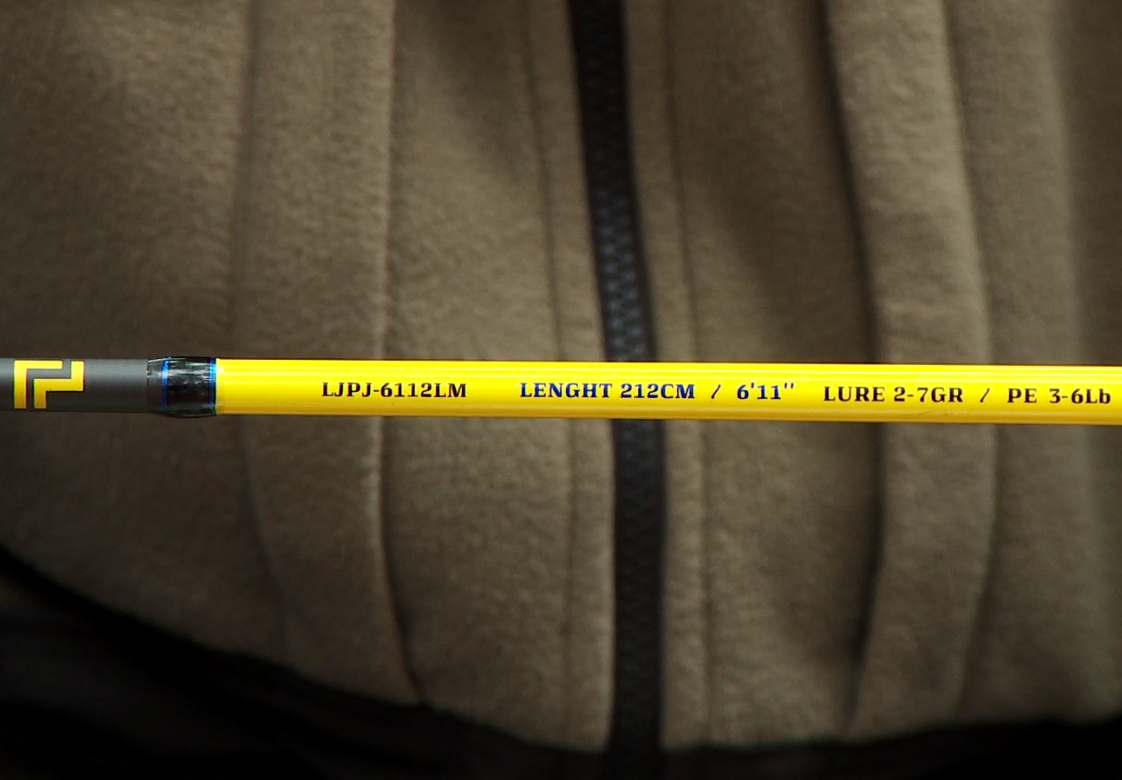 LJPJ-6112LM LENGHT 212CM / 6'11" LURE 2-7GR / PE 3-6Lb